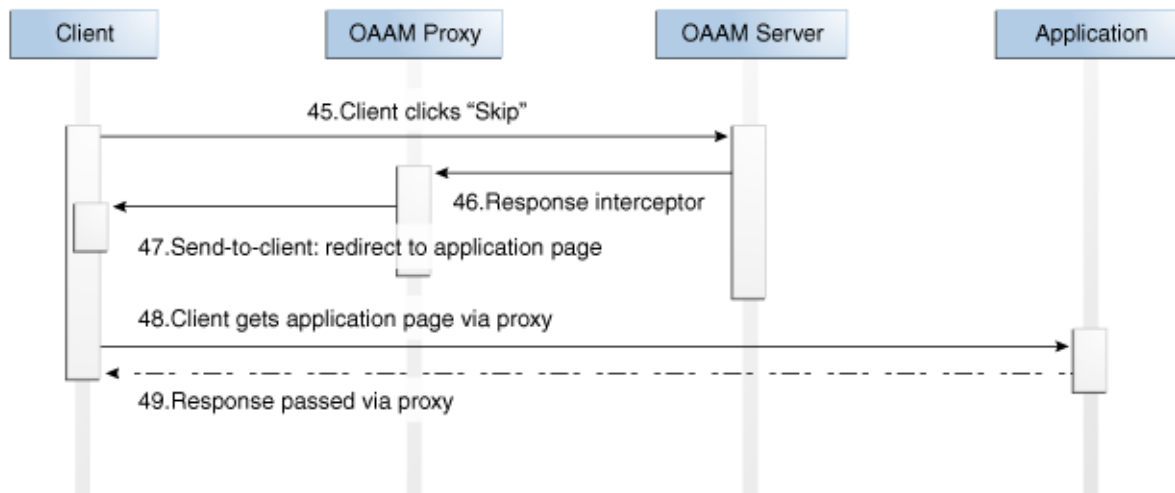 Client
OAAM Proxy
OAAM Server
Application
45.Client clicks “Skip”
46.Response interceptor
47.Send-to-client: redirect to application page
48.Client gets application page via proxy
49.Response passed via proxy